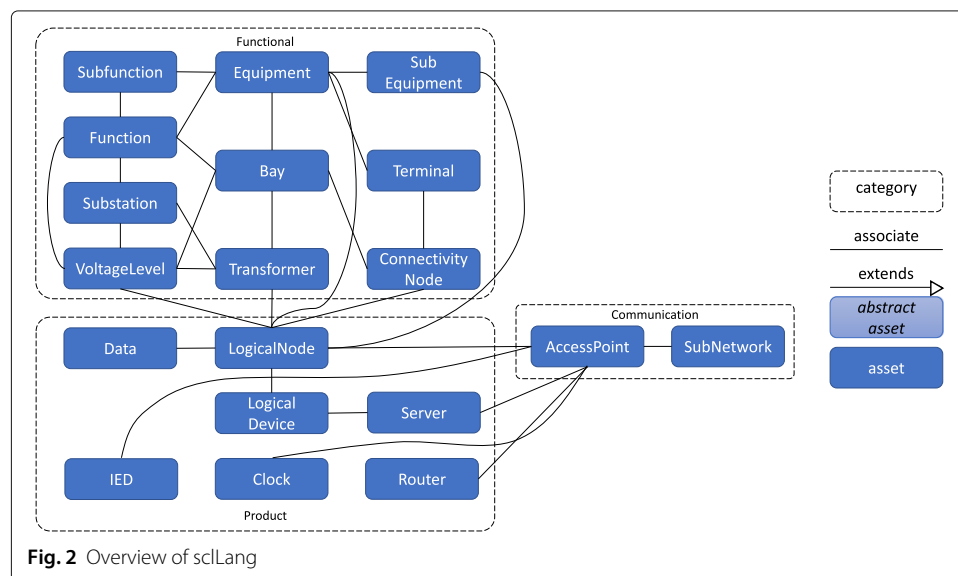 Functional
Subfunction
Equipment
Sub
Equipment
Function
Bay
Terminal
Substation
VoltageLevel
Transformer
Connectivity
Node
category
associate
extends
abstract
asset
asset
Communication
Data
LogicalNode
AccessPoint
SubNetwork
Logical
Device
Server
IED
Clock
Router
Product
Fig. 2 Overview of sclLang